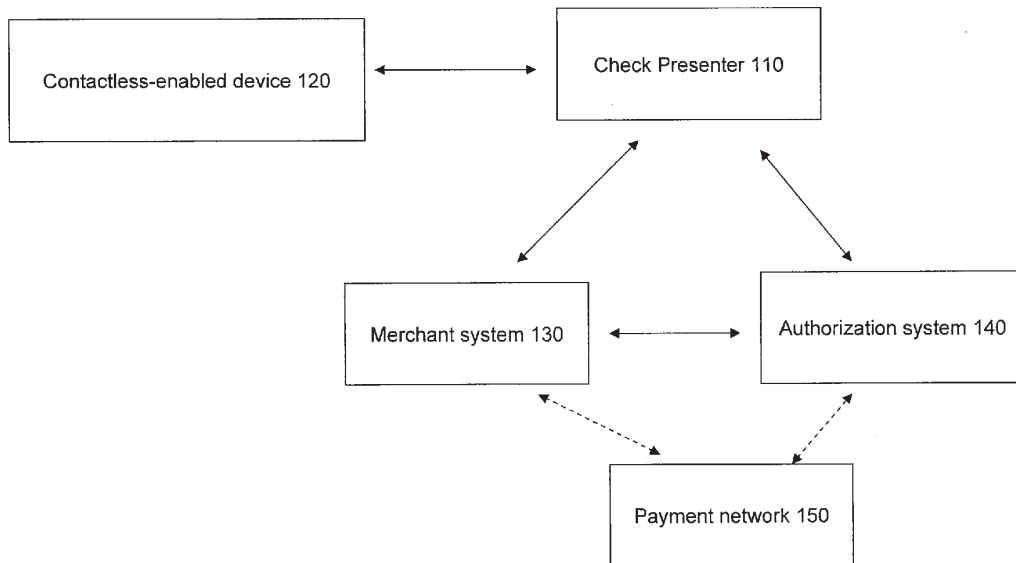 Contactless-enabled device 120
Check Presenter 110
Merchant system 130
Authorization system 140
Payment network 150